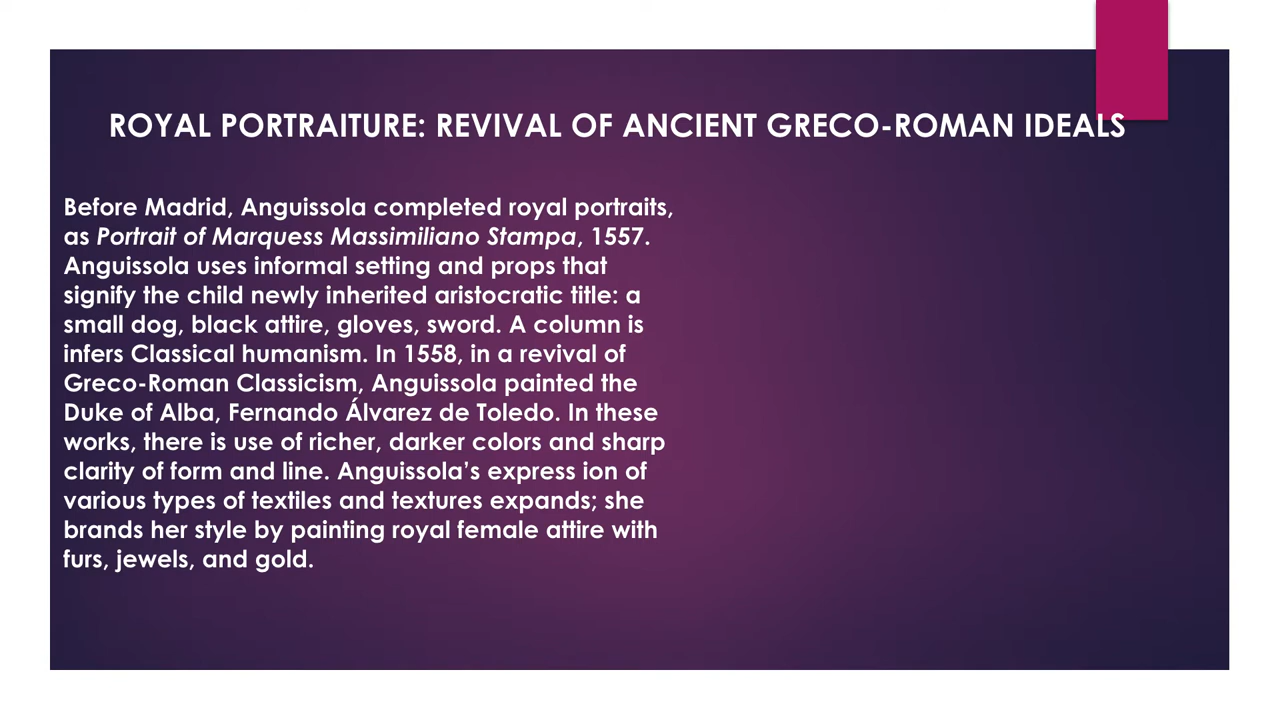 ROYAL PORTRAITURE: REVIVAL OF ANCIENT GRECO-ROMAN IDEALS
Before Madrid, Anguissola completed royal portraits,
as Portrait of Marquess Massimiliano Stampa, 1557.
Anguissola uses informal setting and props that
signify the child newly inherited aristocratic title: a
small dog, black attire, gloves, sword. A column is
infers Classical humanism. In 1558, in a revival of
Greco-Roman Classicism, Anguissola painted the
Duke of Alba, Fernando Álvarez de Toledo. In these
works, there is use of richer, darker colors and sharp
clarity of form and line. Anguissola’s express ion of
various types of textiles and textures expands; she
brands her style by painting royal female attire with
furs, jewels, and gold.